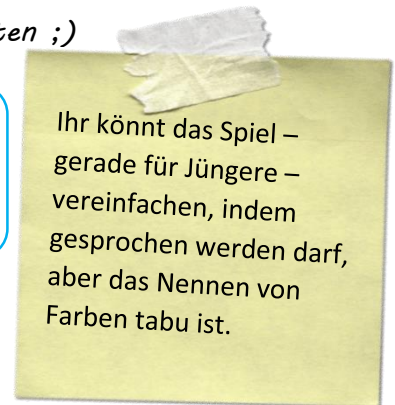 ten ;)
Ihr könnt das Spiel –
gerade für Jüngere –
vereinfachen, indem
gesprochen werden darf,
aber das Nennen von
Farben tabu ist.